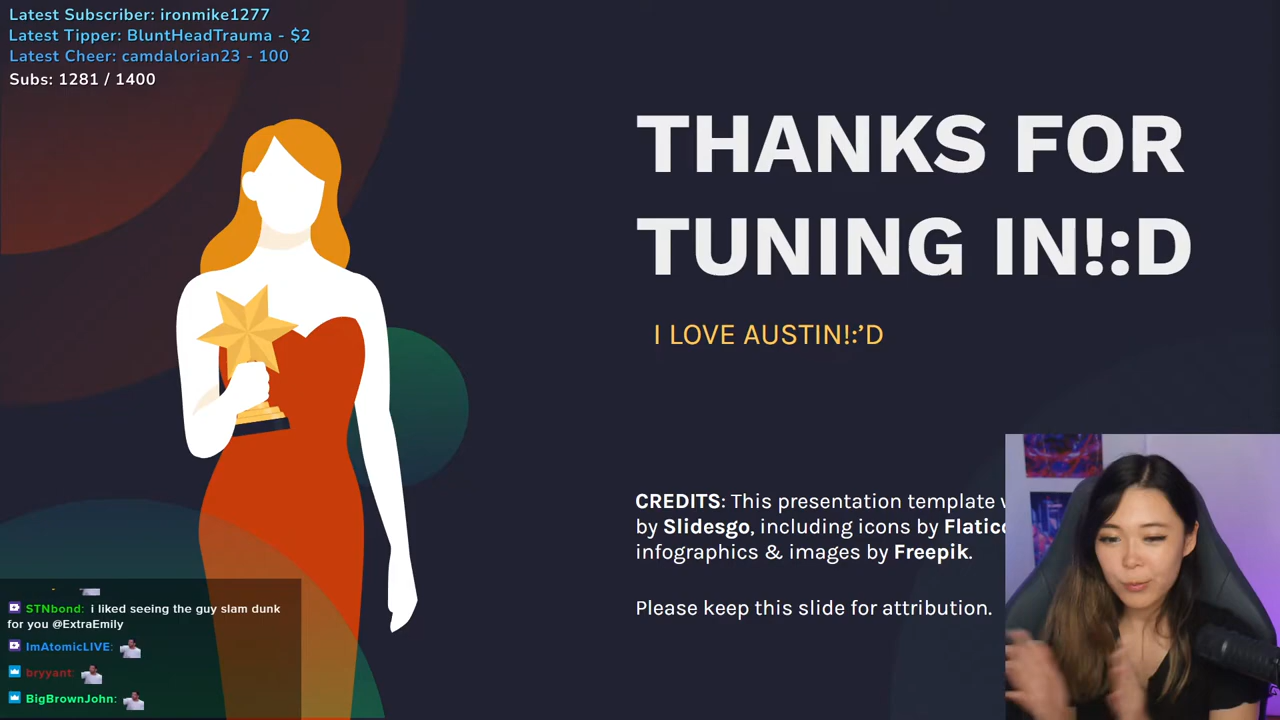 Latest Subscriber: ironmike1277
Latest Tipper: BluntHeadTrauma - $2
Latest Cheer: camdalorian23 - 100
Subs: 1281 / 1400
THANKS FOR
TUNING IN!:D
I LOVE AUSTIN!:’D
CREDITS: This presentation template
by Slidesgo, including icons by
infographics & images by Freepik.
Please keep this slide for attribution.
STNbond: i liked seeing the guy slam dunk
for you @ExtraEmily
ImAtomicLIVE:
bryyant:
BigBrownJohn: